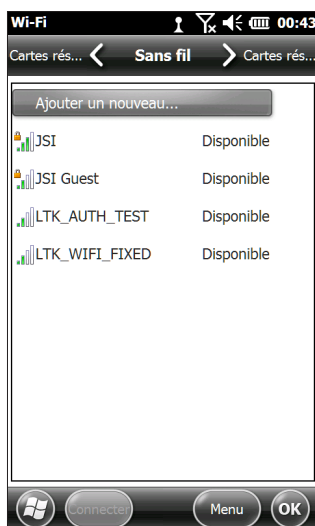 Wi-Fi 00:43
Cartes rés... Sans fil Cartes rés...
Ajouter un nouveau...
JSI Disponible
JSI Guest Disponible
LTK_AUTH_TEST Disponible
LTK_WIFI_FIXED Disponible
Connecter Menu OK